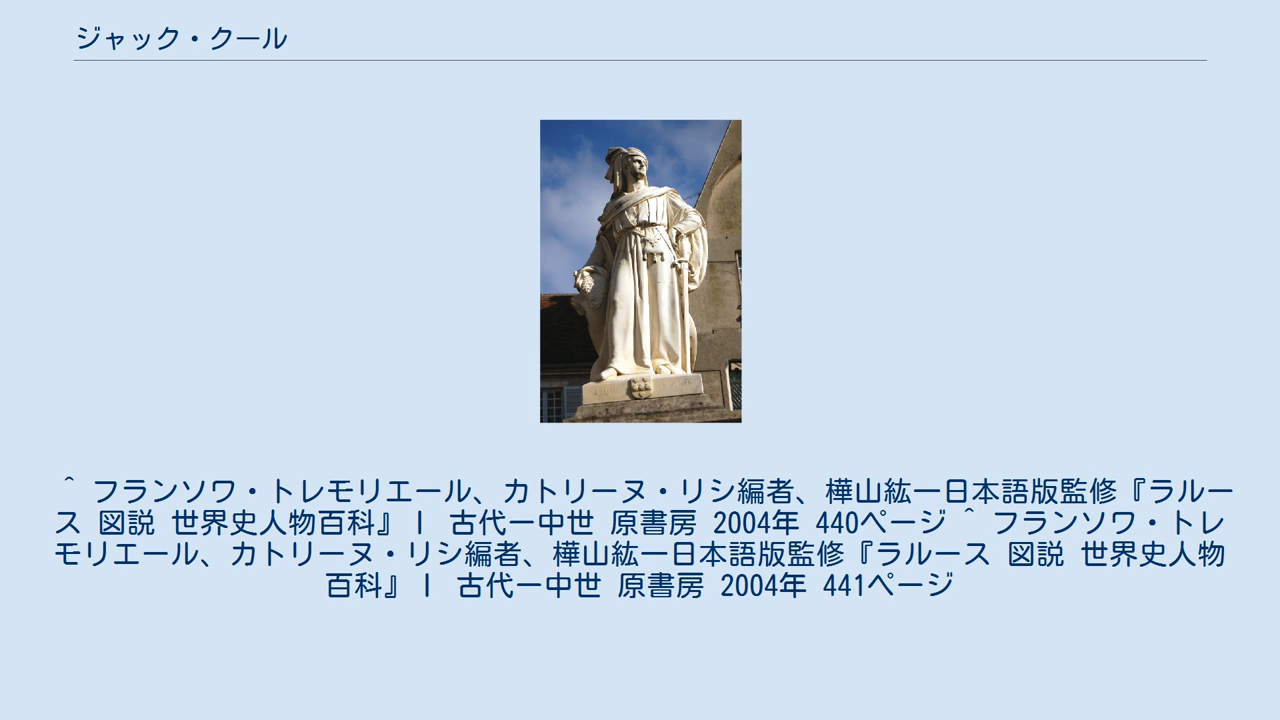 ジャック・クール
^ フランソワ・トレモリエール、カトリーヌ・リシ編者、樺山紘一日本語版監修『ラルー
ス 図説 世界史人物百科』Ⅰ 古代ー中世 原書房 2004年 440ページ ^ フランソワ・トレ
モリエール、カトリーヌ・リシ編者、樺山紘一日本語版監修『ラルース 図説 世界史人物
百科』Ⅰ 古代ー中世 原書房 2004年 441ページ